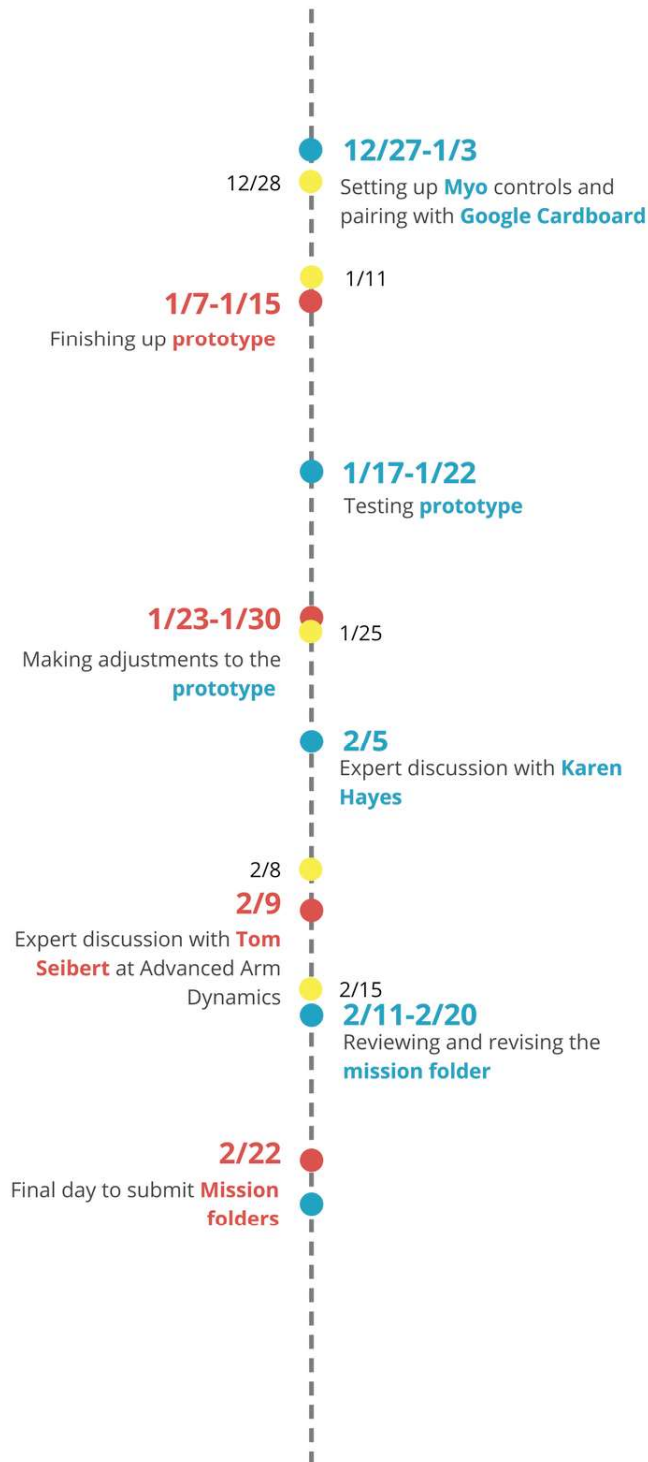 12/27-1/3
12/28
Setting up Myo controls and
pairing with Google Cardboard
1/11
1/7-1/15
Finishing up prototype
1/17-1/22
Testing prototype
1/23-1/30
1/25
Making adjustments to the
prototype
2/5
Expert discussion with Karen
Hayes
2/8
2/9
Expert discussion with Tom
Seibert at Advanced Arm
Dynamics
2/15
2/11-2/20
Reviewing and revising the
mission folder
2/22
Final day to submit Mission
folders